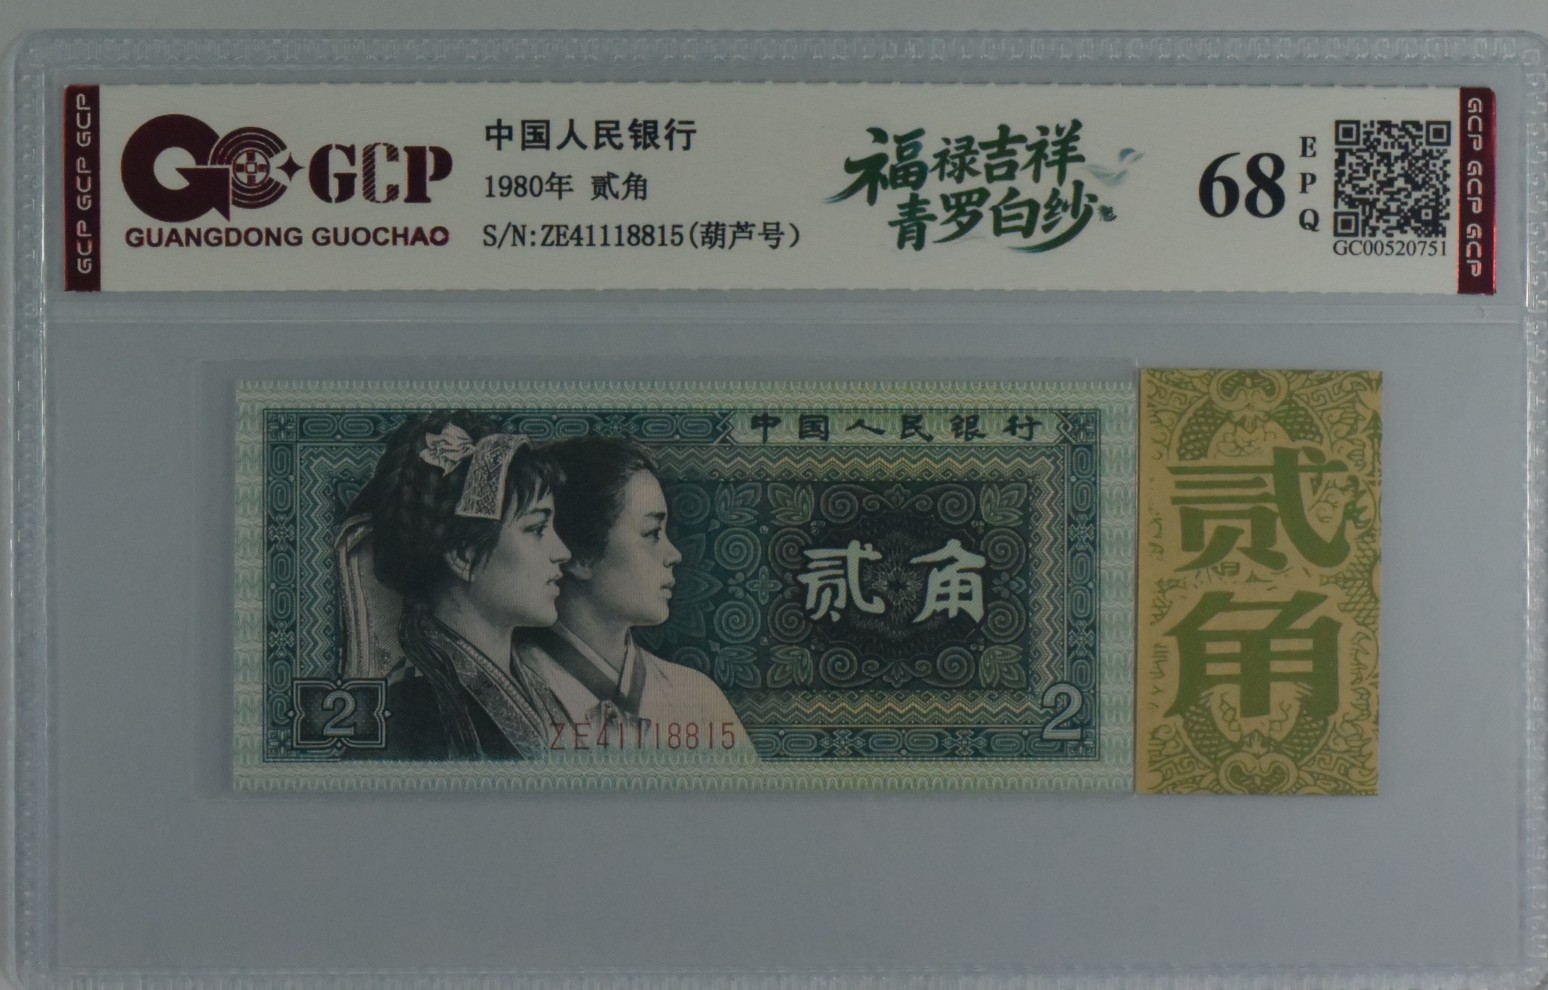 GCP GCP GCP
GCP
GUANGDONG GUOCHAO
中国人民银行
1980年 贰角
S/N:ZE41118815(葫芦号)
福禄吉祥
青罗白纱
68
EPQ
GC00520751
GCP GCP GCP
中国人民银行
贰角
2
ZE41118815
2
贰角